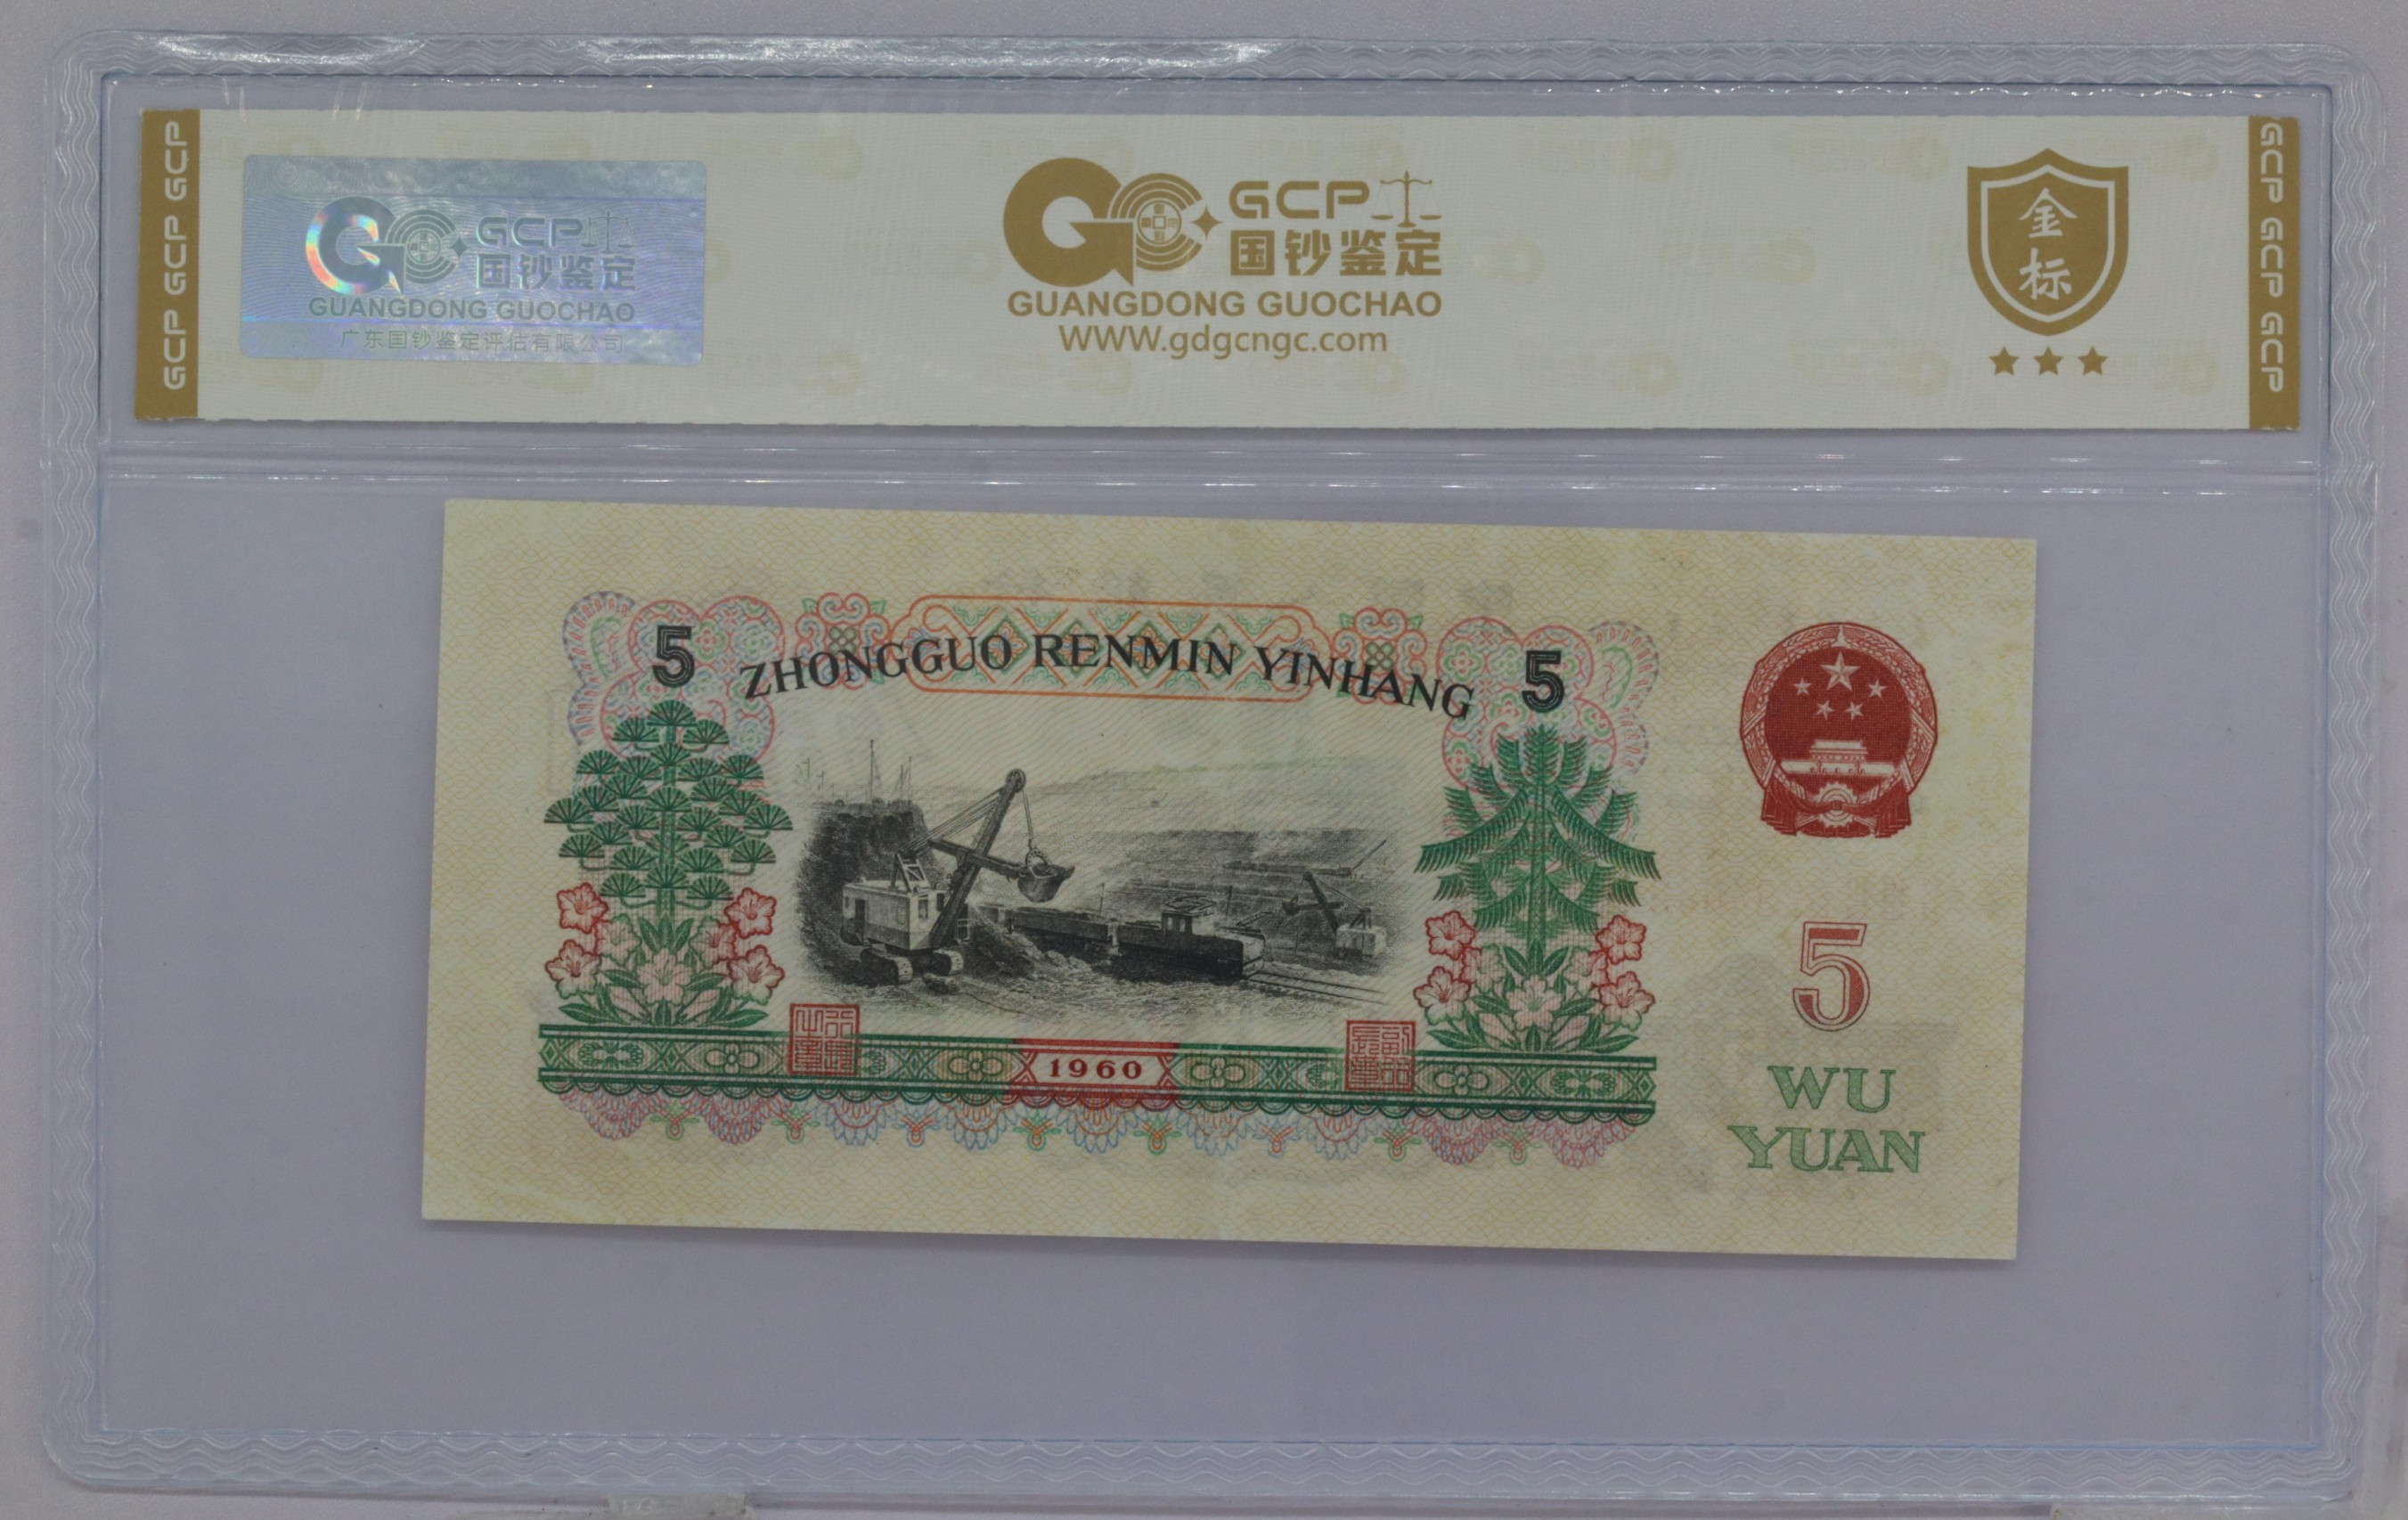 GCP GCP GCP
GCP
国钞鉴定
GUANGDONG GUOCHAO
广东国钞鉴定评估有限公司
GCP
国钞鉴定
GUANGDONG GUOCHAO
WWW.gdgcngc.com
金
标
GCP GCP GCP
5 ZHONGGUO RENMIN YINHANG 5
5
WU
YUAN
1960